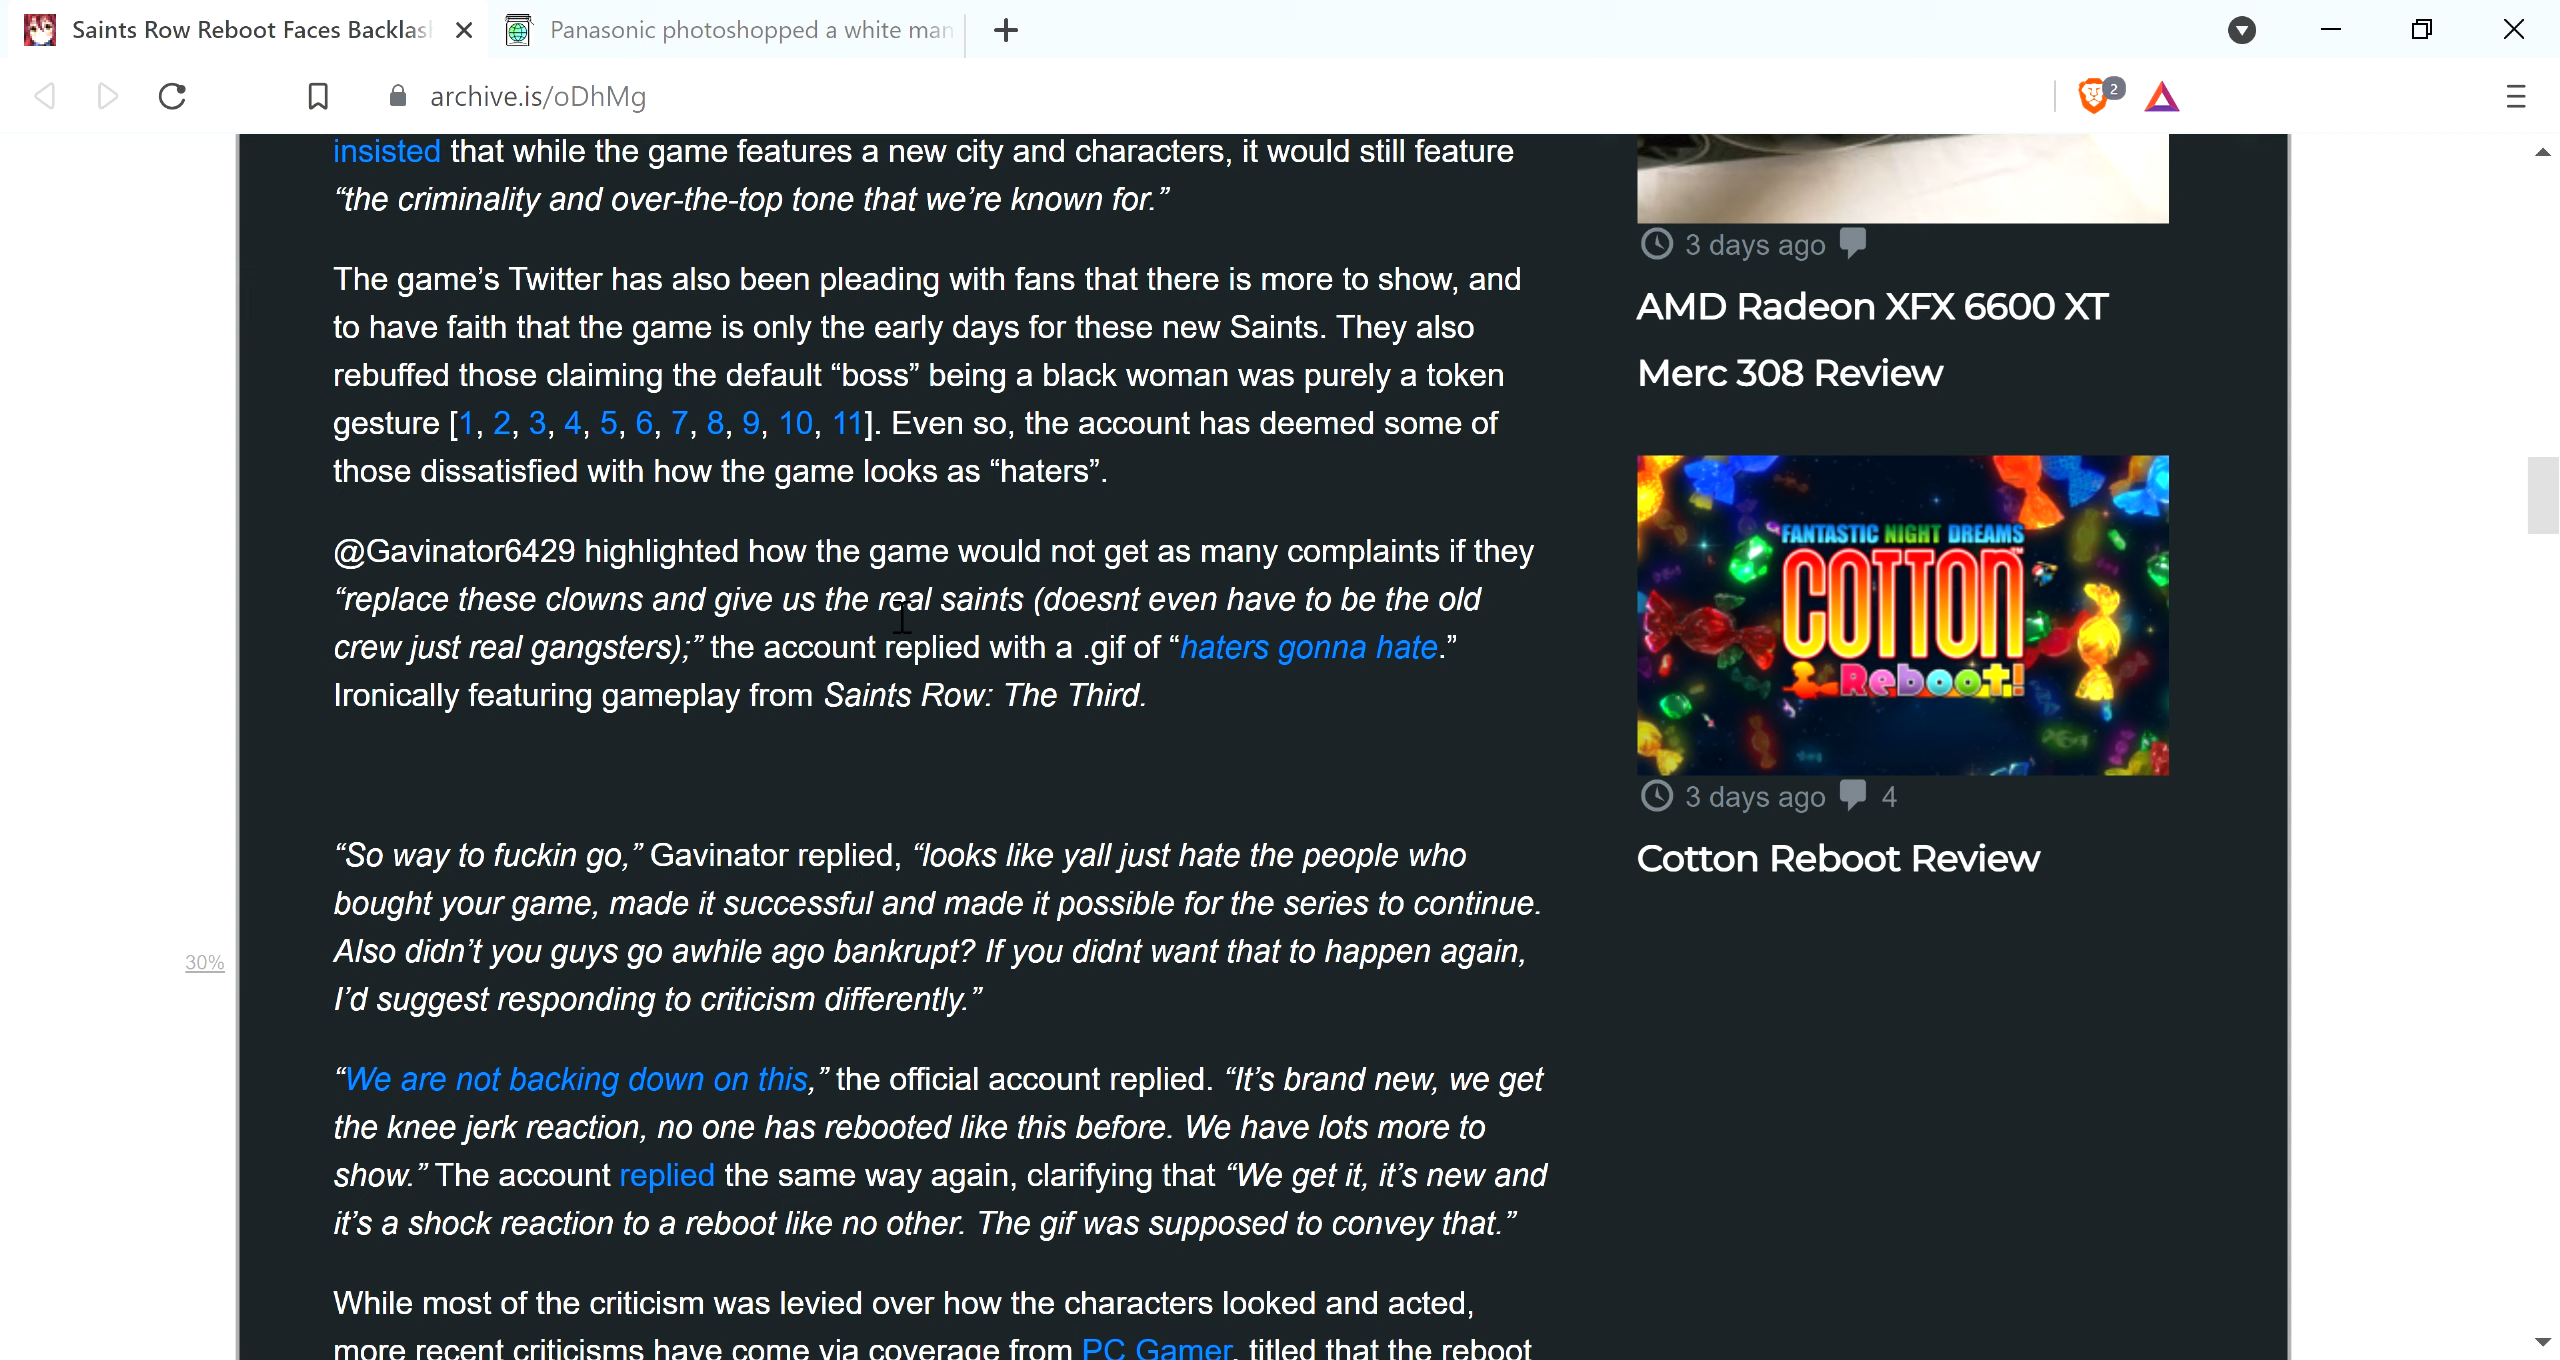 Saints Row Reboot Faces Backlas
Panasonic photoshopped a white man
archive.is/oDhMg
2
insisted that while the game features a new city and characters, it would still feature
“the criminality and over-the-top tone that we’re known for.”
The game’s Twitter has also been pleading with fans that there is more to show, and
to have faith that the game is only the early days for these new Saints. They also
rebuffed those claiming the default “boss” being a black woman was purely a token
gesture [1, 2, 3, 4, 5, 6, 7, 8, 9, 10, 11]. Even so, the account has deemed some of
those dissatisfied with how the game looks as “haters”.
@Gavinator6429 highlighted how the game would not get as many complaints if they
“replace these clowns and give us the real saints (doesnt even have to be the old
crew just real gangsters);” the account replied with a .gif of “haters gonna hate.”
Ironically featuring gameplay from Saints Row: The Third.
“So way to fuckin go,” Gavinator replied, “looks like yall just hate the people who
bought your game, made it successful and made it possible for the series to continue.
Also didn’t you guys go awhile ago bankrupt? If you didnt want that to happen again,
I’d suggest responding to criticism differently.”
30%
“We are not backing down on this,” the official account replied. “It’s brand new, we get
the knee jerk reaction, no one has rebooted like this before. We have lots more to
show.” The account replied the same way again, clarifying that “We get it, it’s new and
it’s a shock reaction to a reboot like no other. The gif was supposed to convey that.”
While most of the criticism was levied over how the characters looked and acted,
more recent criticisms have come via coverage from PC Gamer, titled that the reboot
3 days ago
AMD Radeon XFX 6600 XT
Merc 308 Review
FANTASTIC NIGHT DREAMS
COTTON
Reboot!
3 days ago 4
Cotton Reboot Review